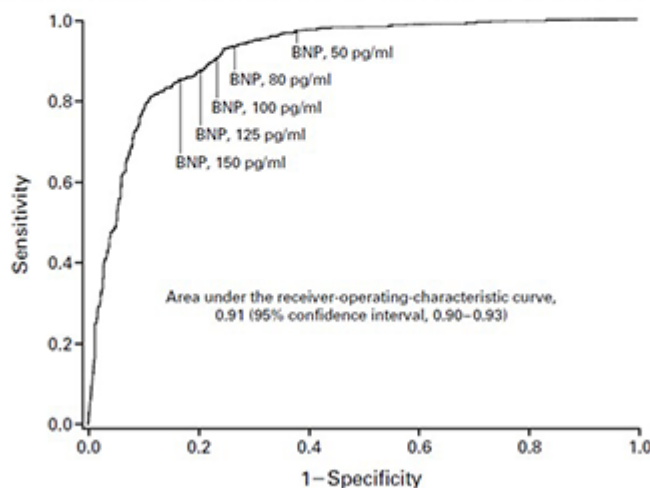 1.0
BNP, 50 pg/ml
BNP, 80 pg/ml
0.8
BNP, 100 pg/ml
BNP, 125 pg/ml
BNP, 150 pg/ml
0.6
Sensitivity
0.4
Area under the receiver-operating-characteristic curve,
0.91 (95% confidence interval, 0.90–0.93)
0.2
0.0
0.0 0.2 0.4 0.6 0.8 1.0
1–Specificity